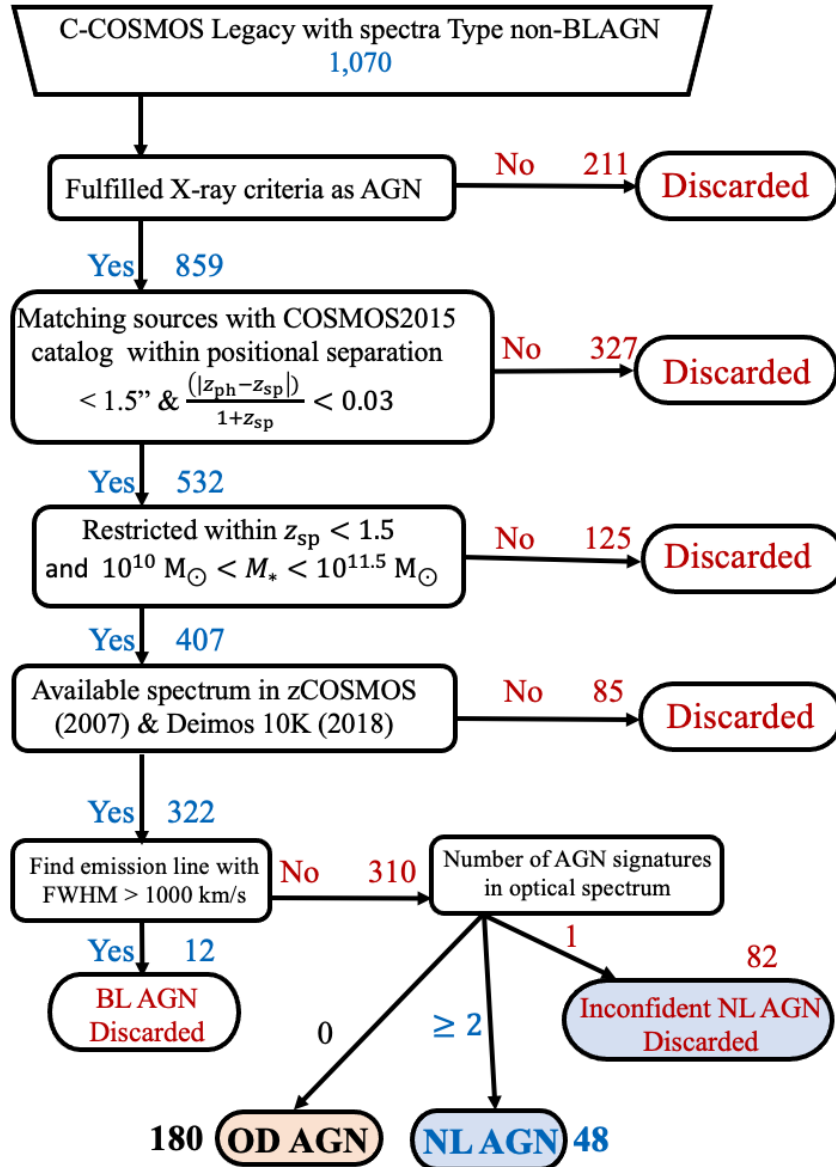 C-COSMOS Legacy with spectra Type non-BLAGN
1,070
Fulfilled X-ray criteria as AGN
No 211
Discarded
Yes 859
Matching sources with COSMOS2015
catalog within positional separation
< 1.5” & (|z_ph−z_sp|)/1+z_sp < 0.03
No 327
Discarded
Yes 532
Restricted within z_sp < 1.5
and 10^10 M_⊙ < M_* < 10^11.5 M_⊙
No 125
Discarded
Yes 407
Available spectrum in zCOSMOS
(2007) & Deimos 10K (2018)
No 85
Discarded
Yes 322
Find emission line with
FWHM > 1000 km/s
No 310
Number of AGN signatures
in optical spectrum
Yes 12
BL AGN
Discarded
0
≥ 2
1
82
Inconfident NL AGN
Discarded
180 OD AGN
NL AGN 48